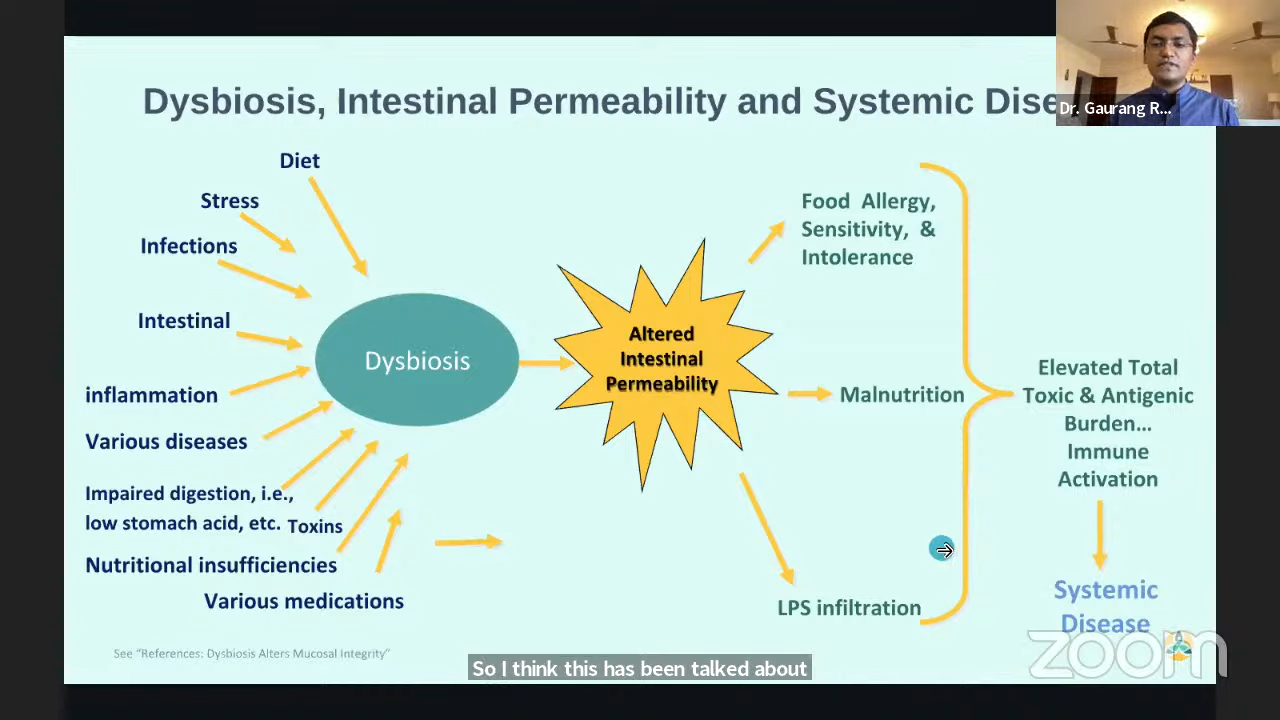 Dysbiosis, Intestinal Permeability and Systemic Dise
Dr. Gaurang R...
Diet
Stress
Infections
Intestinal
inflammation
Various diseases
Impaired digestion, i.e.,
low stomach acid, etc.
Toxins
Nutritional insufficiencies
Various medications
Dysbiosis
Altered
Intestinal
Permeability
Food Allergy,
Sensitivity, &
Intolerance
Malnutrition
LPS infiltration
Elevated Total
Toxic & Antigenic
Burden...
Immune
Activation
Systemic
Disease
See “References: Dysbiosis Alters Mucosal Integrity”
zoom
So I think this has been talked about